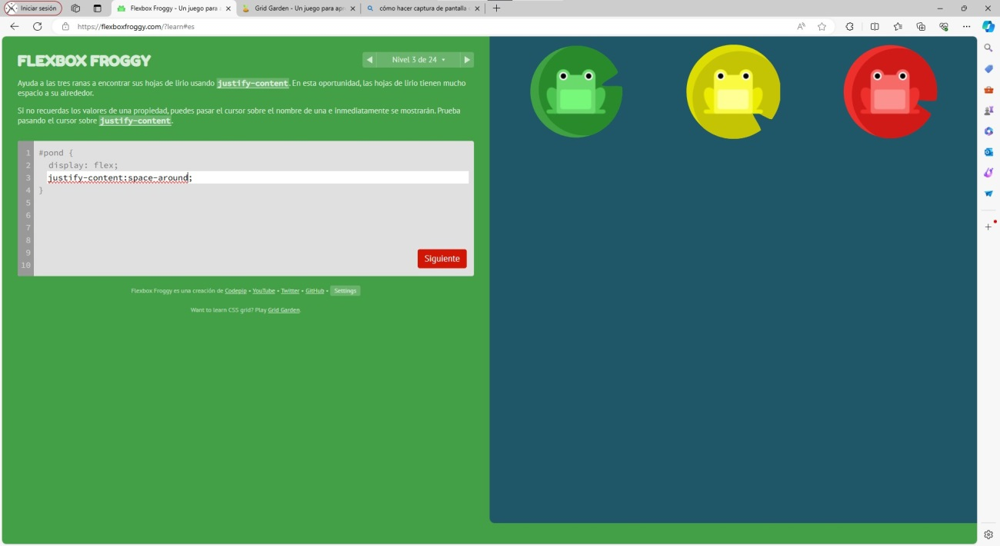 Iniciar sesión
Flexbox Froggy - Un juego para a
Grid Garden - Un juego para apr
cómo hacer captura de pantalla
https://flexboxfroggy.com/?learn#es
FLEXBOX FROGGY
Nivel 3 de 24
Ayuda a las tres ranas a encontrar sus hojas de lirio usando justify-content. En esta oportunidad, las hojas de lirio tienen mucho
espacio a su alrededor.
Si no recuerdas los valores de una propiedad, puedes pasar el cursor sobre el nombre de una e inmediatamente se mostrarán. Prueba
pasando el cursor sobre justify-content.
1 #pond {
2 display: flex;
3 justify-content:space-around;
4 }
5
6
7
8
9
10
Siguiente
Flexbox Froggy es una creación de Codepip • YouTube • Twitter • GitHub • Settings
Want to learn CSS grid? Play Grid Garden.